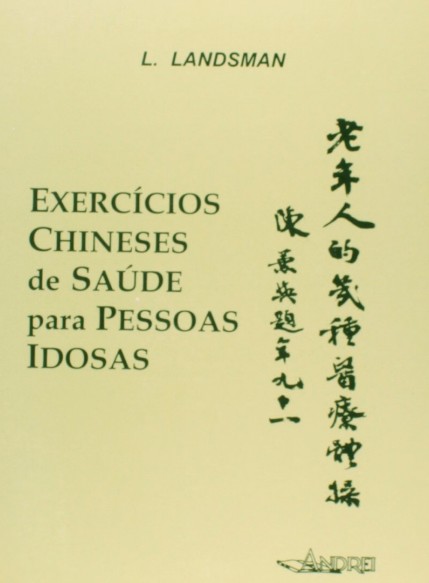 L. LANDSMAN
EXERCÍCIOS
CHINESES
de SAÚDE
para PESSOAS
IDOSAS
老年人的幾種醫療體操
陳
題年九十一
ANDREI